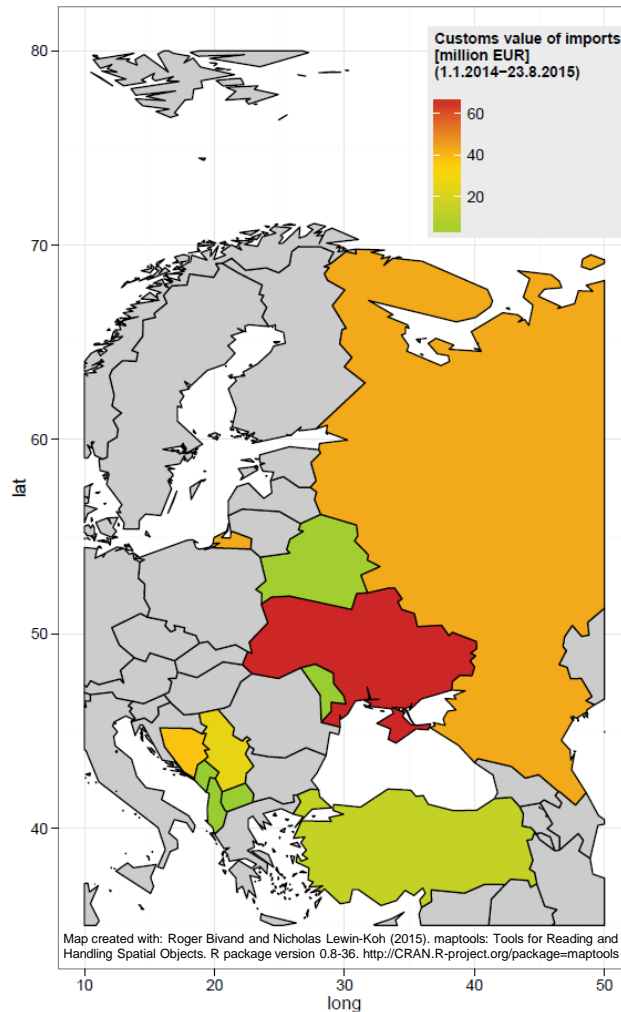 Customs value of imports
[million EUR]
(1.1.2014−23.8.2015)
60
40
20
80
70
60
50
40
lat
Map created with: Roger Bivand and Nicholas Lewin-Koh (2015). maptools: Tools for Reading and
Handling Spatial Objects. R package version 0.8-36. http://CRAN.R-project.org/package=maptools
10 20 30 40 50
long